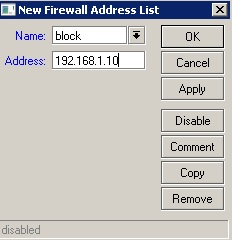 New Firewall Address List
Name: block
OK
Address: 192.168.1.10
Cancel
Apply
Disable
Comment
Copy
Remove
disabled